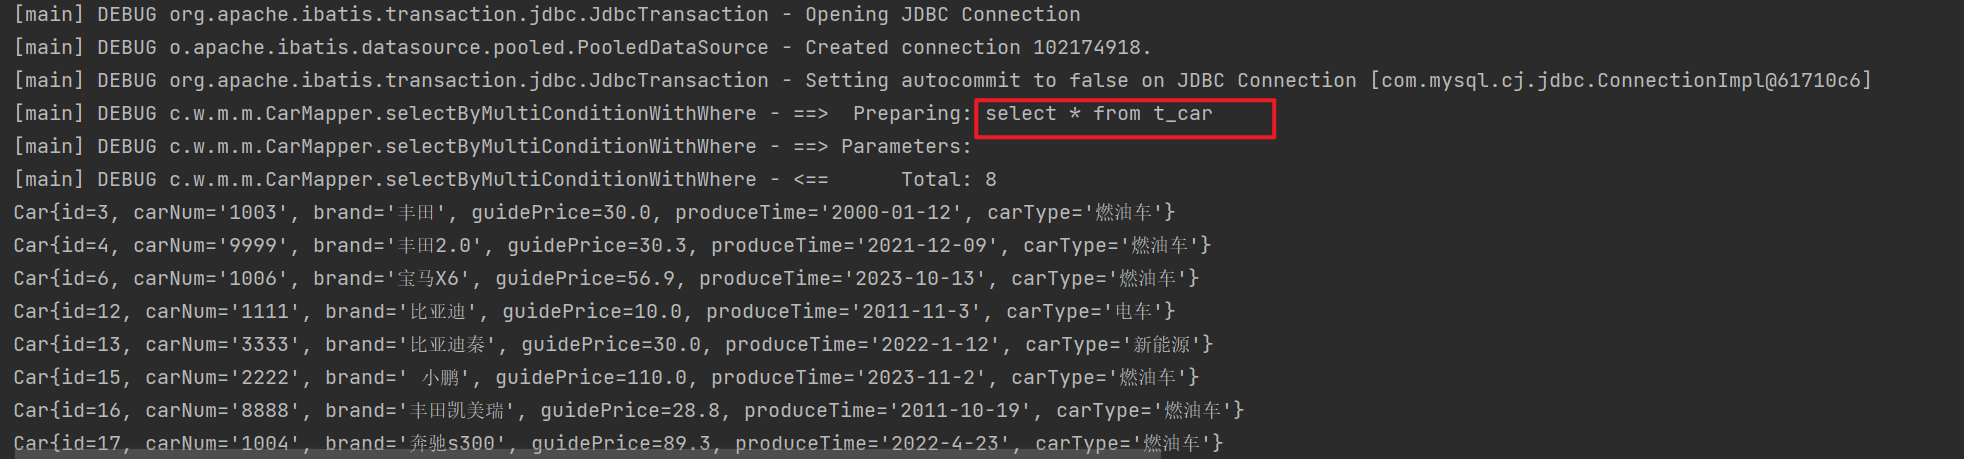 [main] DEBUG org.apache.ibatis.transaction.jdbc.JdbcTransaction - Opening JDBC Connection
[main] DEBUG o.apache.ibatis.datasource.pooled.PooledDataSource - Created connection 102174918.
[main] DEBUG org.apache.ibatis.transaction.jdbc.JdbcTransaction - Setting autocommit to false on JDBC Connection [com.mysql.cj.jdbc.ConnectionImpl@61710c6]
[main] DEBUG c.w.m.m.CarMapper.selectByMultiConditionWithWhere - ==>  Preparing: select * from t_car
[main] DEBUG c.w.m.m.CarMapper.selectByMultiConditionWithWhere - ==> Parameters:
[main] DEBUG c.w.m.m.CarMapper.selectByMultiConditionWithWhere - <==      Total: 8
Car{id=3, carNum='1003', brand='丰田', guidePrice=30.0, produceTime='2000-01-12', carType='燃油车'}
Car{id=4, carNum='9999', brand='丰田2.0', guidePrice=30.3, produceTime='2021-12-09', carType='燃油车'}
Car{id=6, carNum='1006', brand='宝马X6', guidePrice=56.9, produceTime='2023-10-13', carType='燃油车'}
Car{id=12, carNum='1111', brand='比亚迪', guidePrice=10.0, produceTime='2011-11-3', carType='电车'}
Car{id=13, carNum='3333', brand='比亚迪秦', guidePrice=30.0, produceTime='2022-1-12', carType='新能源'}
Car{id=15, carNum='2222', brand=' 小鹏', guidePrice=110.0, produceTime='2023-11-2', carType='燃油车'}
Car{id=16, carNum='8888', brand='丰田凯美瑞', guidePrice=28.8, produceTime='2011-10-19', carType='燃油车'}
Car{id=17, carNum='1004', brand='奔驰s300', guidePrice=89.3, produceTime='2022-4-23', carType='燃油车'}